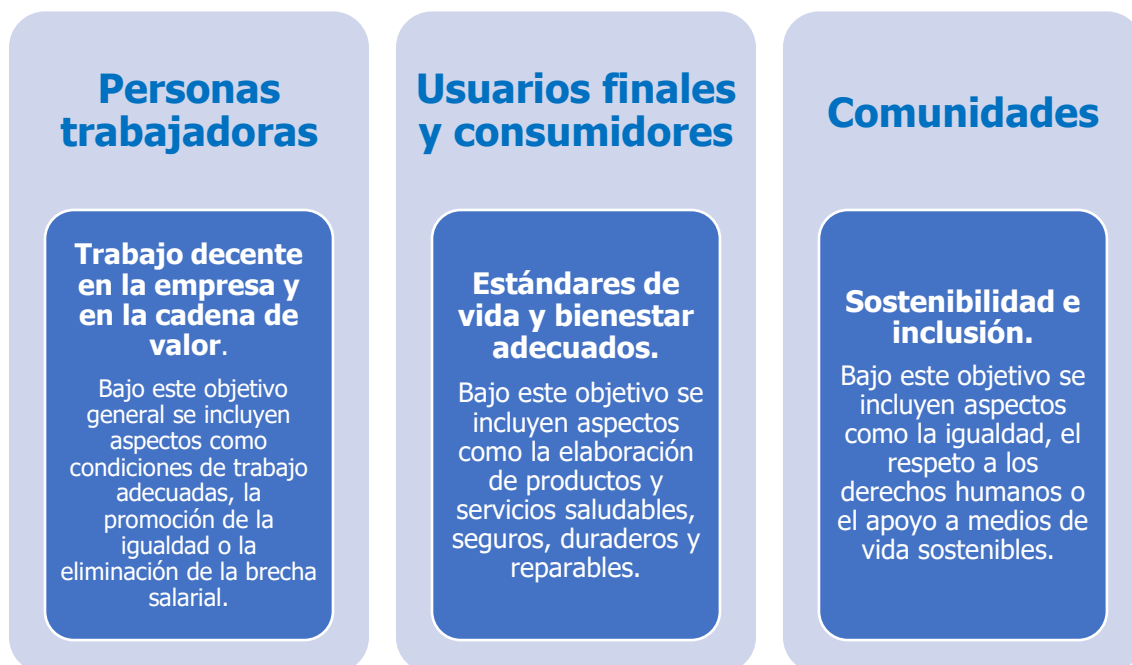 Personas
trabajadoras
Trabajo decente
en la empresa y
en la cadena de
valor.
Bajo este objetivo
general se incluyen
aspectos como
condiciones de trabajo
adecuadas, la
promoción de la
igualdad o la
eliminación de la brecha
salarial.
Usuarios finales
y consumidores
Estándares de
vida y bienestar
adecuados.
Bajo este objetivo se
incluyen aspectos
como la elaboración
de productos y
servicios saludables,
seguros, duraderos y
reparables.
Comunidades
Sostenibilidad e
inclusión.
Bajo este objetivo se
incluyen aspectos
como la igualdad, el
respeto a los
derechos humanos o
el apoyo a medios de
vida sostenibles.